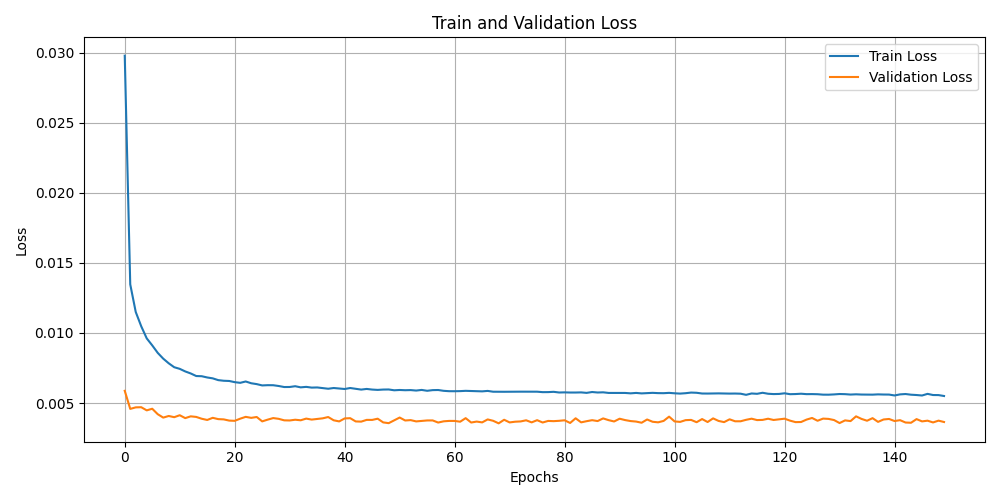 Train and Validation Loss
Train Loss
Validation Loss
0.030
0.025
0.020
0.015
0.010
0.005
Loss
0 20 40 60 80 100 120 140
Epochs